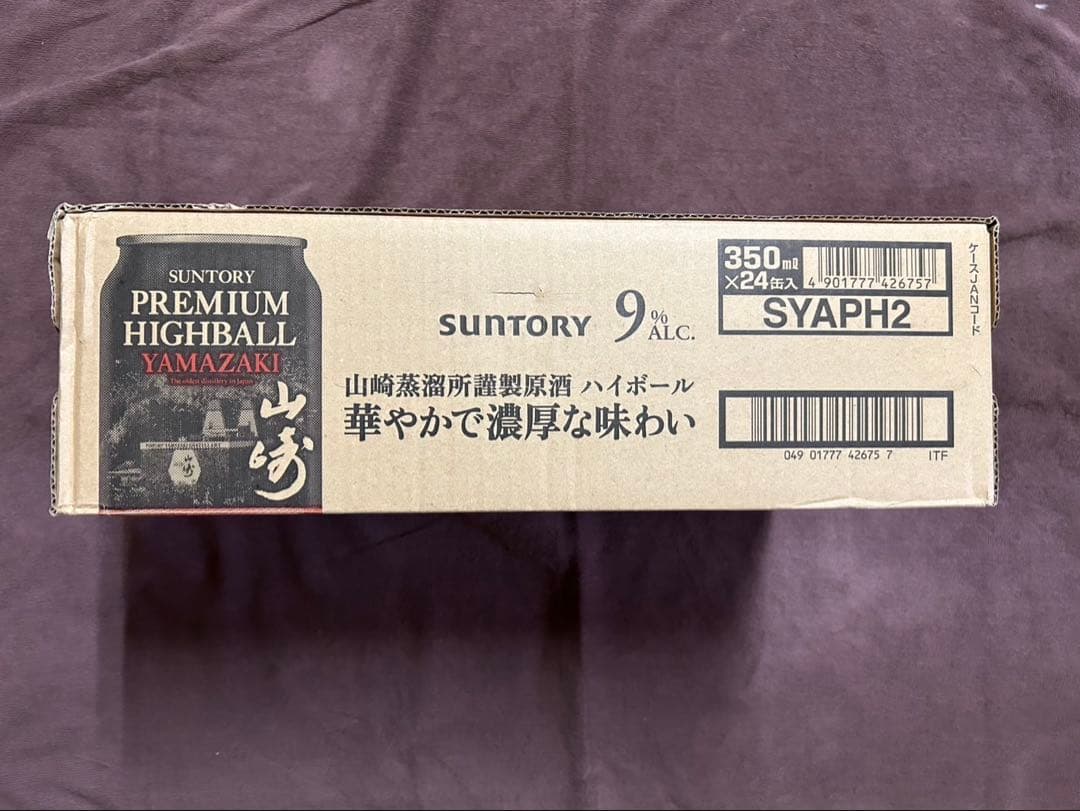 SUNTORY
PREMIUM
HIGHBALL
YAMAZAKI
The oldest distillery in Japan
山崎
SUNTORY 9% ALC.
山崎蒸溜所謹製原酒 ハイボール
華やかで濃厚な味わい
350ml
×24缶入
4 901777 426757
SYAPH2
ケースJANコード
049 01777 42675 7 ITF